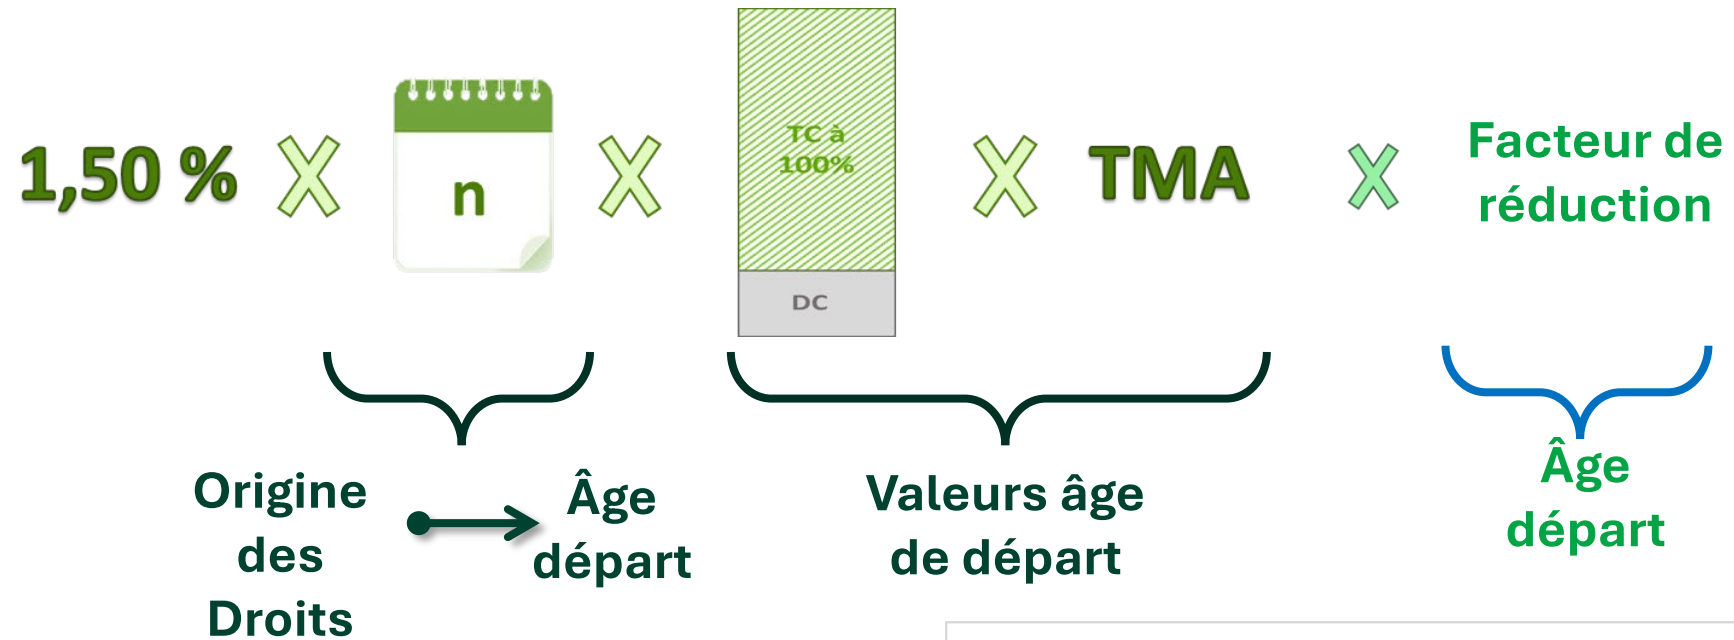 1,50 %
n
TC à
100%
DC
TMA
Facteur de
réduction
Origine
des
Droits
Âge
départ
Valeurs âge
de départ
Âge
départ